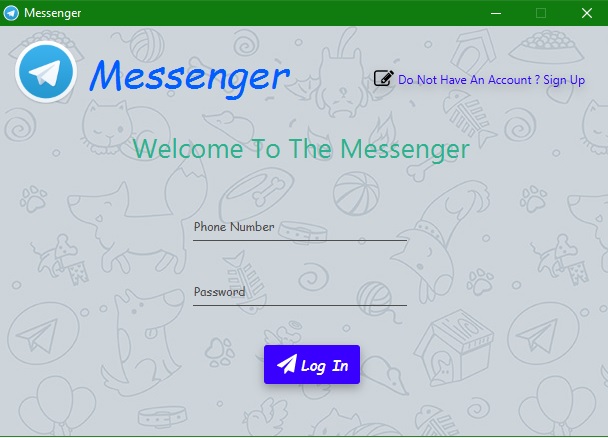 Messenger
Messenger
Do Not Have An Account ? Sign Up
Welcome To The Messenger
Phone Number
Password
Log In